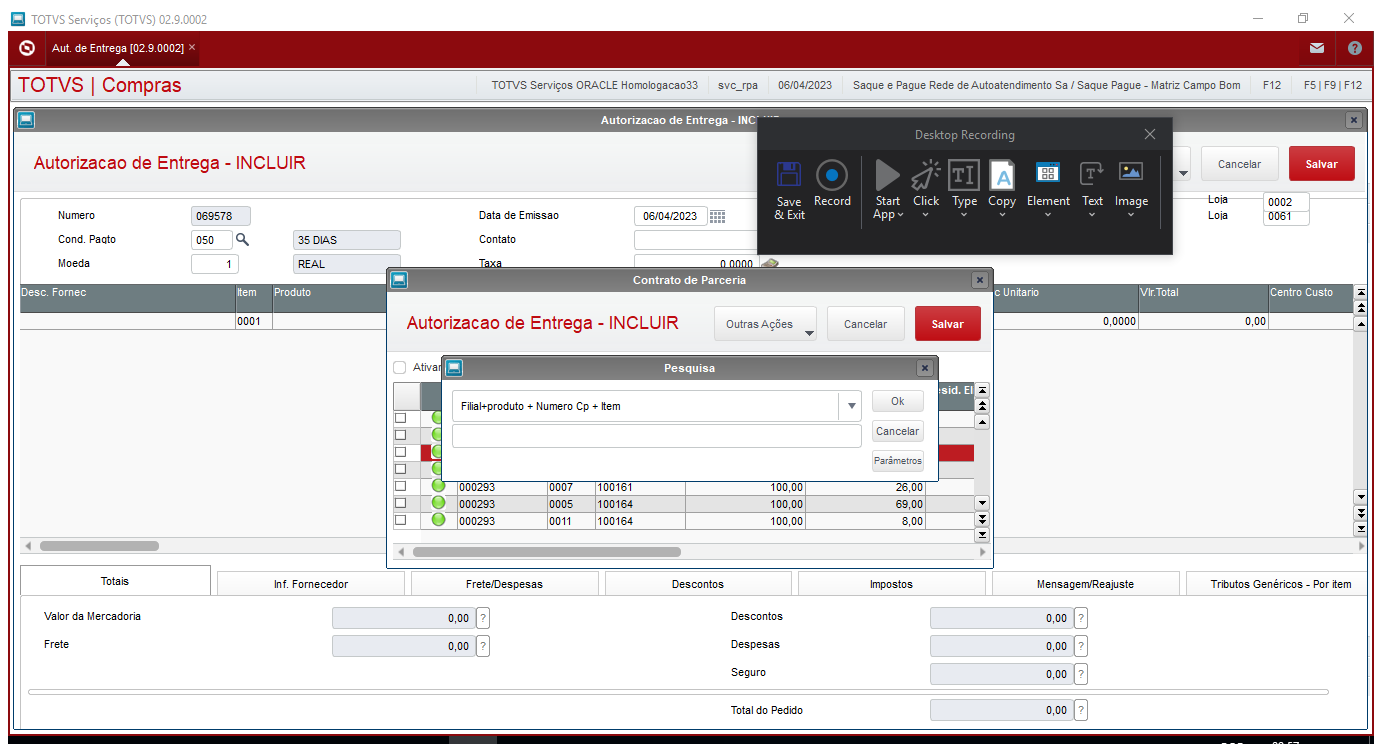 TOTVS Serviços (TOTVS) 02.9.0002
Aut. de Entrega [02.9.0002] ×
TOTVS | Compras
TOTVS Serviços ORACLE Homologacao33 svc_rpa 06/04/2023 Saque e Pague Rede de Autoatendimento Sa / Saque Pague - Matriz Campo Bom F12 F5 | F9 | F12
Autorizacao de Entrega - INC
Autorizacao de Entrega - INCLUIR
Cancelar Salvar
Desktop Recording
Save & Exit
Record
Start App
Click
Type
Copy
Element
Text
Image
Numero 069578 Data de Emissao 06/04/2023 Loja 0002
Loja 0061
Cond. Pagto 050 35 DIAS Contato
Moeda 1 REAL Taxa 0,0000
Desc. Fornec Item Produto c Unitario Vlr.Total Centro Custo
0001 0,0000 0,00
Contrato de Parceria
Autorizacao de Entrega - INCLUIR Outras Ações Cancelar Salvar
Ativar
Pesquisa
Filial+produto + Numero Cp + Item
Ok
Cancelar
Parâmetros
esid. El
000293 0007 100161 100,00 26,00
000293 0005 100164 100,00 69,00
000293 0011 100164 100,00 8,00
Totais Inf. Fornecedor Frete/Despesas Descontos Impostos Mensagem/Reajuste Tributos Genéricos - Por item
Valor da Mercadoria 0,00 ? Descontos 0,00 ?
Frete 0,00 ? Despesas 0,00 ?
Seguro 0,00 ?
Total do Pedido 0,00 ?